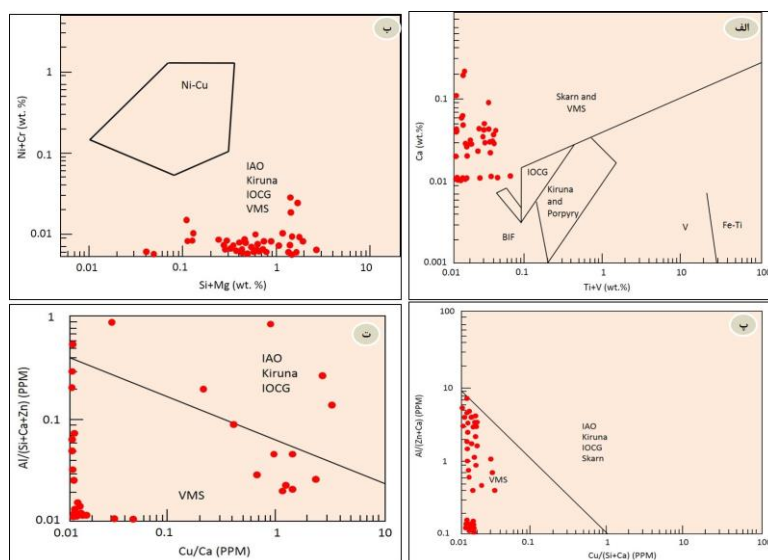 ب
Ni+Cr (wt. %)
1
0.1
0.01
Ni-Cu
IAO
Kiruna
IOCG
VMS
0.01
0.1
1
10
Si+Mg (wt. %)
الف
Ca (wt.%)
0.1
0.01
0.001
Skarn and
VMS
IOCG
Kiruna
and
Porpyry
BIF
V
Fe-Ti
0.01
0.1
1
10
100
Ti+V (wt.%)
ت
Al/(Si+Ca+Zn) (PPM)
1
0.1
0.01
IAO
Kiruna
IOCG
VMS
0.01
0.1
1
10
Cu/Ca (PPM)
پ
Al/(Zn+Ca) (PPM)
100
10
1
0.1
IAO
Kiruna
IOCG
Skarn
VMS
0.01
0.1
1
10
100
Cu/(Si+Ca) (PPM)